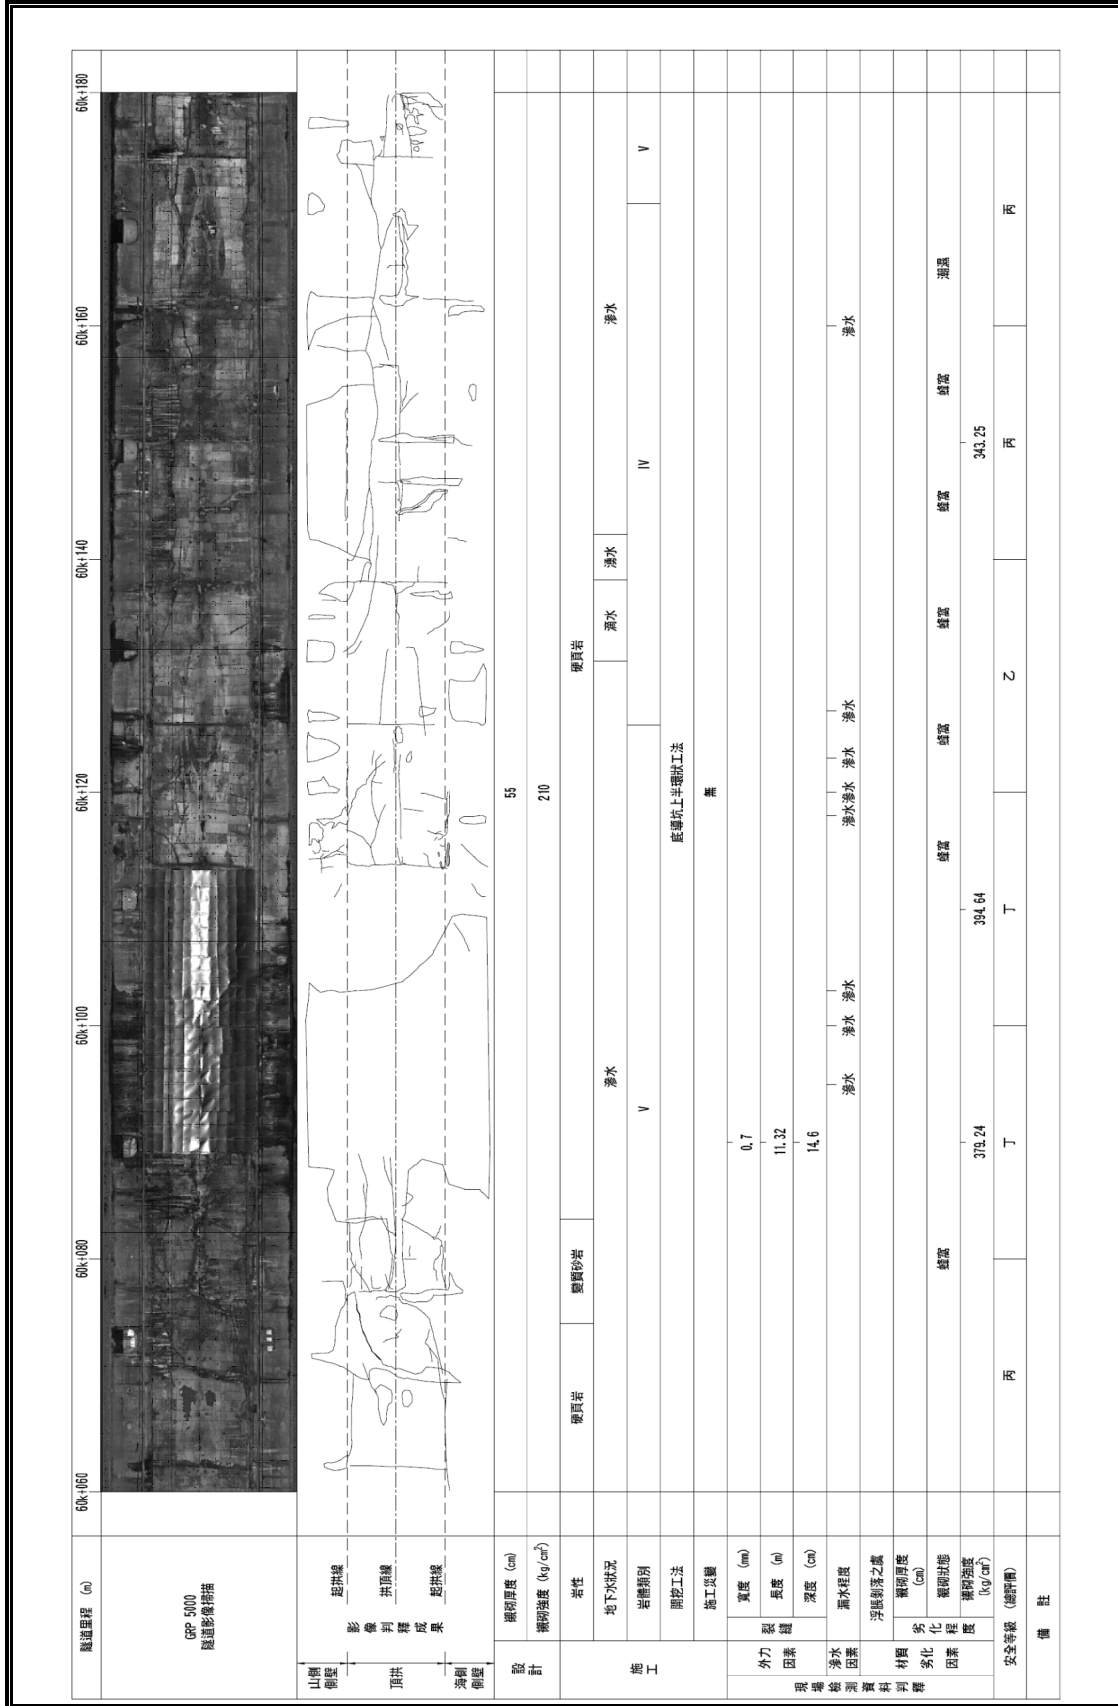 隧道里程 (m)
60k+060
60k+080
60k+100
60k+120
60k+140
60k+160
60k+180
GRP 5000
隧道影像掃描
影像判釋成果
山側側壁
頂拱
海側側壁
起拱線
拱頂線
起拱線
設計
襯砌厚度 (cm)
55
襯砌強度 (kg/cm²)
210
施工
岩性
硬頁岩
變質砂岩
硬頁岩
地下水狀況
滲水
滴水
湧水
滲水
岩體類別
V
IV
V
開挖工法
底導坑上半環狀工法
施工災變
無
現場檢測資料判釋
外力因素
裂縫
寬度 (mm)
0.7
長度 (m)
11.32
深度 (cm)
14.6
滲水因素
漏水程度
滲水
滲水
滲水
滲水
滲水
滲水
滲水
滲水
材質劣化因素
浮脹剝落之處
劣化程度
襯砌厚度
(cm)
襯砌狀態
蜂窩
蜂窩
蜂窩
蜂窩
蜂窩
蜂窩
潮濕
襯砌強度
(kg/cm²)
379.24
394.64
343.25
安全等級 (總評價)
丙
丁
丁
乙
丙
丙
備 註